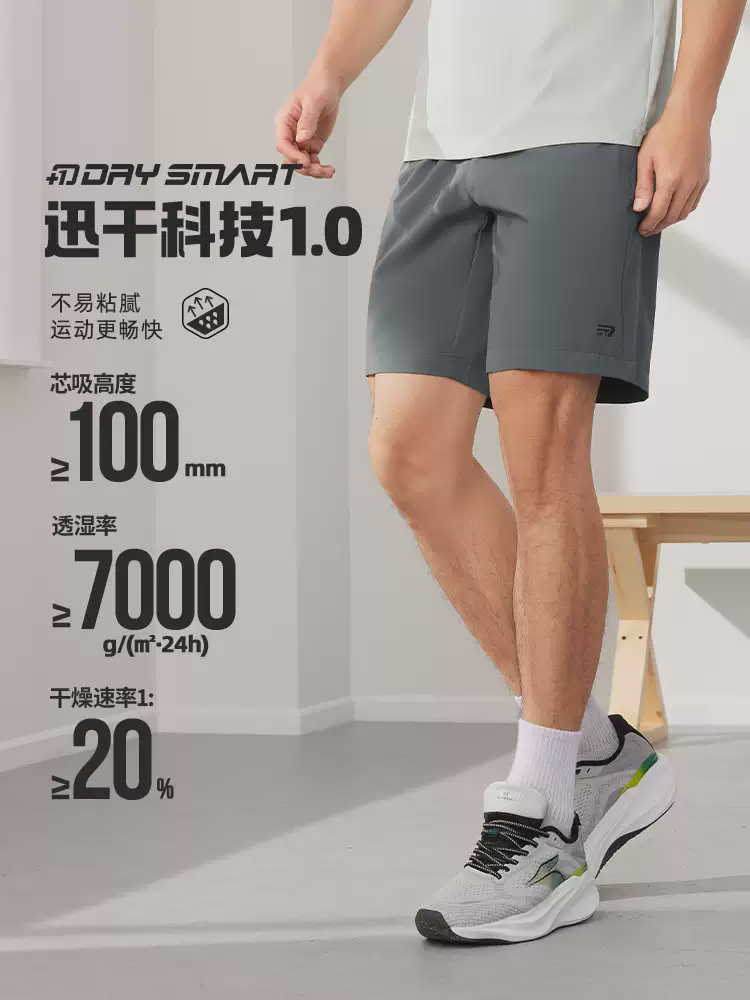 DRY SMART
迅干科技1.0
不易粘腻
运动更畅快
芯吸高度
≥100mm
透湿率
≥7000
g/(㎡·24h)
干燥速率1:
≥20%